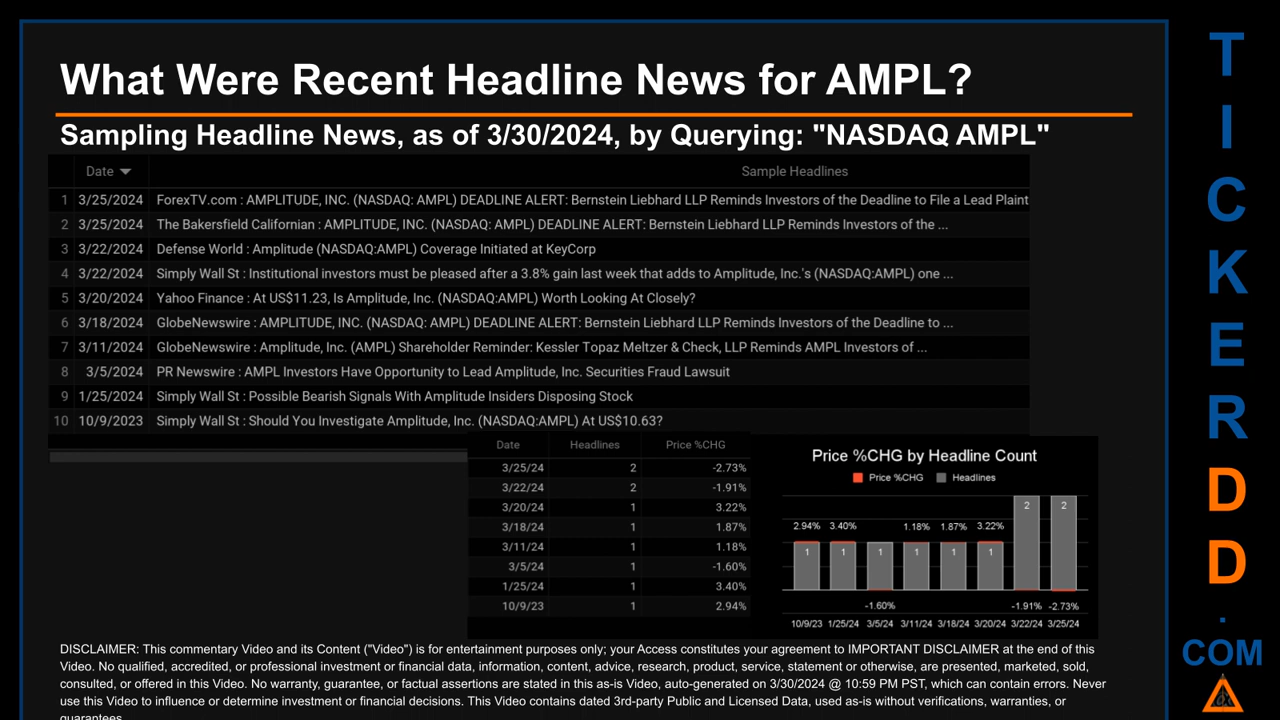 What Were Recent Headline News for AMPL?
Sampling Headline News, as of 3/30/2024, by Querying: "NASDAQ AMPL"
Date Sample Headlines
1 3/25/2024 ForexTV.com : AMPLITUDE, INC. (NASDAQ: AMPL) DEADLINE ALERT: Bernstein Liebhard LLP Reminds Investors of the Deadline to File a Lead Plaint
2 3/25/2024 The Bakersfield Californian : AMPLITUDE, INC. (NASDAQ: AMPL) DEADLINE ALERT: Bernstein Liebhard LLP Reminds Investors of the ...
3 3/22/2024 Defense World : Amplitude (NASDAQ:AMPL) Coverage Initiated at KeyCorp
4 3/22/2024 Simply Wall St : Institutional investors must be pleased after a 3.8% gain last week that adds to Amplitude, Inc.'s (NASDAQ:AMPL) one ...
5 3/20/2024 Yahoo Finance : At US$11.23, Is Amplitude, Inc. (NASDAQ:AMPL) Worth Looking At Closely?
6 3/18/2024 GlobeNewswire : AMPLITUDE, INC. (NASDAQ: AMPL) DEADLINE ALERT: Bernstein Liebhard LLP Reminds Investors of the Deadline to ...
7 3/11/2024 GlobeNewswire : Amplitude, Inc. (AMPL) Shareholder Reminder: Kessler Topaz Meltzer & Check, LLP Reminds AMPL Investors of ...
8 3/5/2024 PR Newswire : AMPL Investors Have Opportunity to Lead Amplitude, Inc. Securities Fraud Lawsuit
9 1/25/2024 Simply Wall St : Possible Bearish Signals With Amplitude Insiders Disposing Stock
10 10/9/2023 Simply Wall St : Should You Investigate Amplitude, Inc. (NASDAQ:AMPL) At US$10.63?
Date Headlines Price %CHG
3/25/24 2 -2.73%
3/22/24 2 -1.91%
3/20/24 1 3.22%
3/18/24 1 1.87%
3/11/24 1 1.18%
3/5/24 1 -1.60%
1/25/24 1 3.40%
10/9/23 1 2.94%
Price %CHG by Headline Count
Price %CHG Headlines
2 2
2.94% 3.40% 1.18% 1.87% 3.22%
1 1 1 1 1 1
-1.60% -1.91% -2.73%
10/9/23 1/25/24 3/5/24 3/11/24 3/18/24 3/20/24 3/22/24 3/25/24
DISCLAIMER: This commentary Video and its Content ("Video") is for entertainment purposes only; your Access constitutes your agreement to IMPORTANT DISCLAIMER at the end of this
Video. No qualified, accredited, or professional investment or financial data, information, content, advice, research, product, service, statement or otherwise, are presented, marketed, sold,
consulted, or offered in this Video. No warranty, guarantee, or factual assertions are stated in this as-is Video, auto-generated on 3/30/2024 @ 10:59 PM PST, which can contain errors. Never
use this Video to influence or determine investment or financial decisions. This Video contains dated 3rd-party Public and Licensed Data, used as-is without verifications, warranties, or
guarantees.
T
I
C
K
E
R
D
D
.
COM